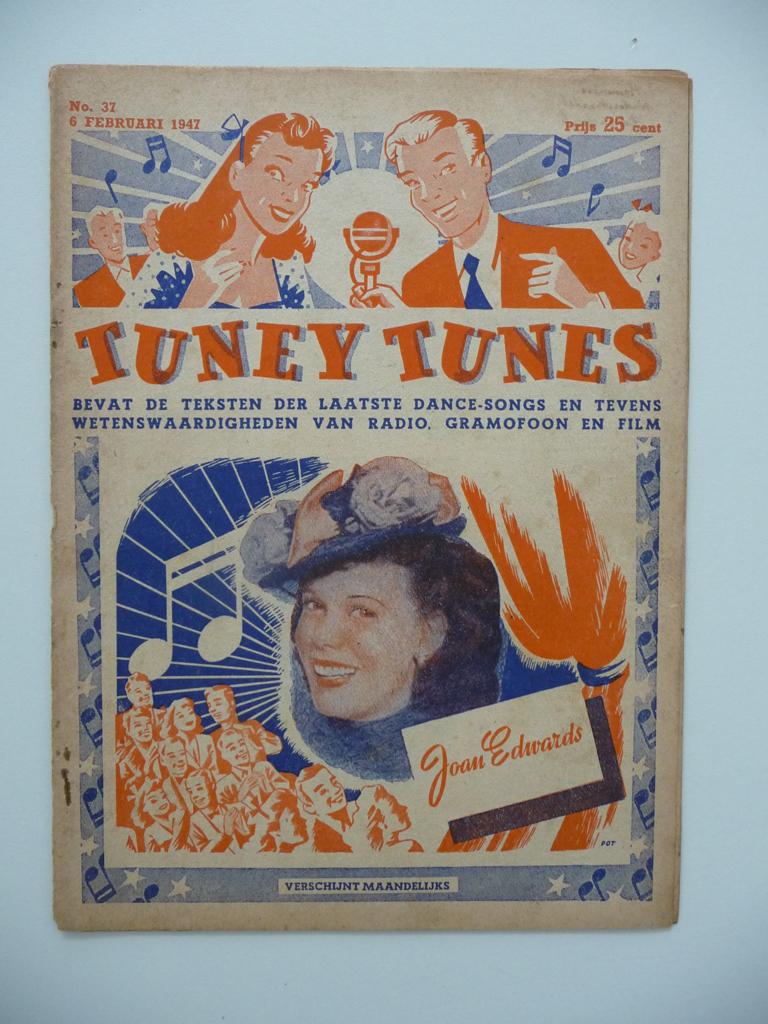 No. 37
6 FEBRUARI 1947
Prijs 25 cent
TUNEY TUNES
BEVAT DE TEKSTEN DER LAATSTE DANCE-SONGS EN TEVENS
WETENSWAARDIGHEDEN VAN RADIO, GRAMOFOON EN FILM
Joan Edwards
POT
VERSCHIJNT MAANDELIJKS